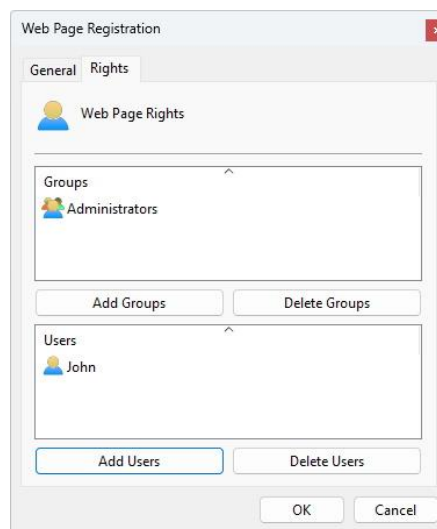 Web Page Registration
General Rights
Web Page Rights
Groups
Administrators
Add Groups Delete Groups
Users
John
Add Users Delete Users
OK Cancel